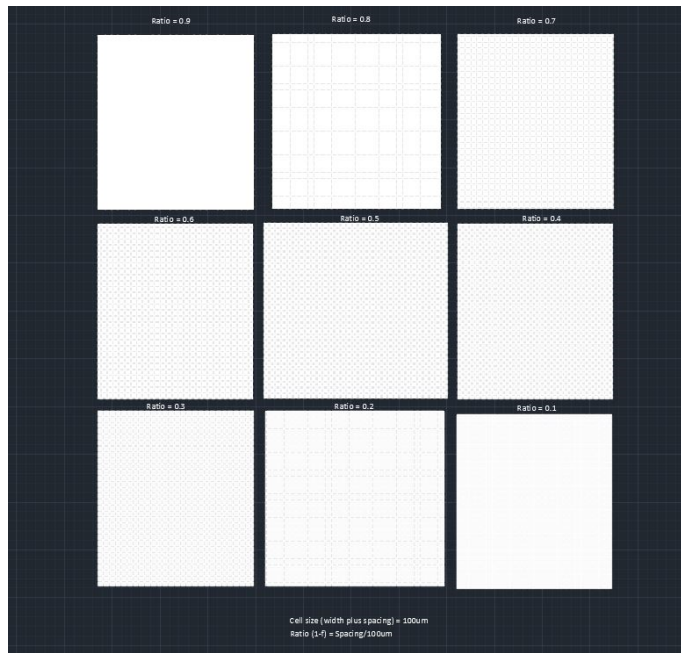 Ratio = 0.9
Ratio = 0.8
Ratio = 0.7
Ratio = 0.6
Ratio = 0.5
Ratio = 0.4
Ratio = 0.3
Ratio = 0.2
Ratio = 0.1
Cell size (width plus spacing) = 100um
Ratio (1-f) = Spacing/100um